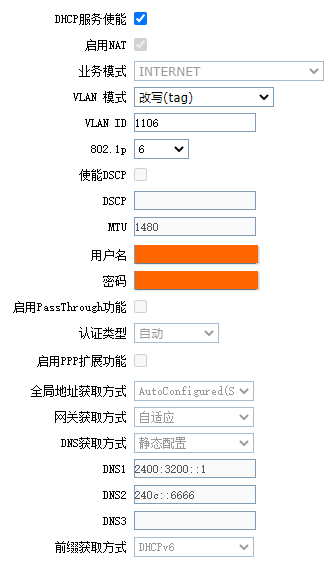 DHCP服务使能
启用NAT
业务模式 INTERNET
VLAN 模式 改写(tag)
VLAN ID 1106
802.1p 6
使能DSCP
DSCP
MTU 1480
用户名
密码
启用PassThrough功能
认证类型 自动
启用PPP扩展功能
全局地址获取方式 AutoConfigured(S
网关获取方式 自适应
DNS获取方式 静态配置
DNS1 2400:3200::1
DNS2 240c::6666
DNS3
前缀获取方式 DHCPv6